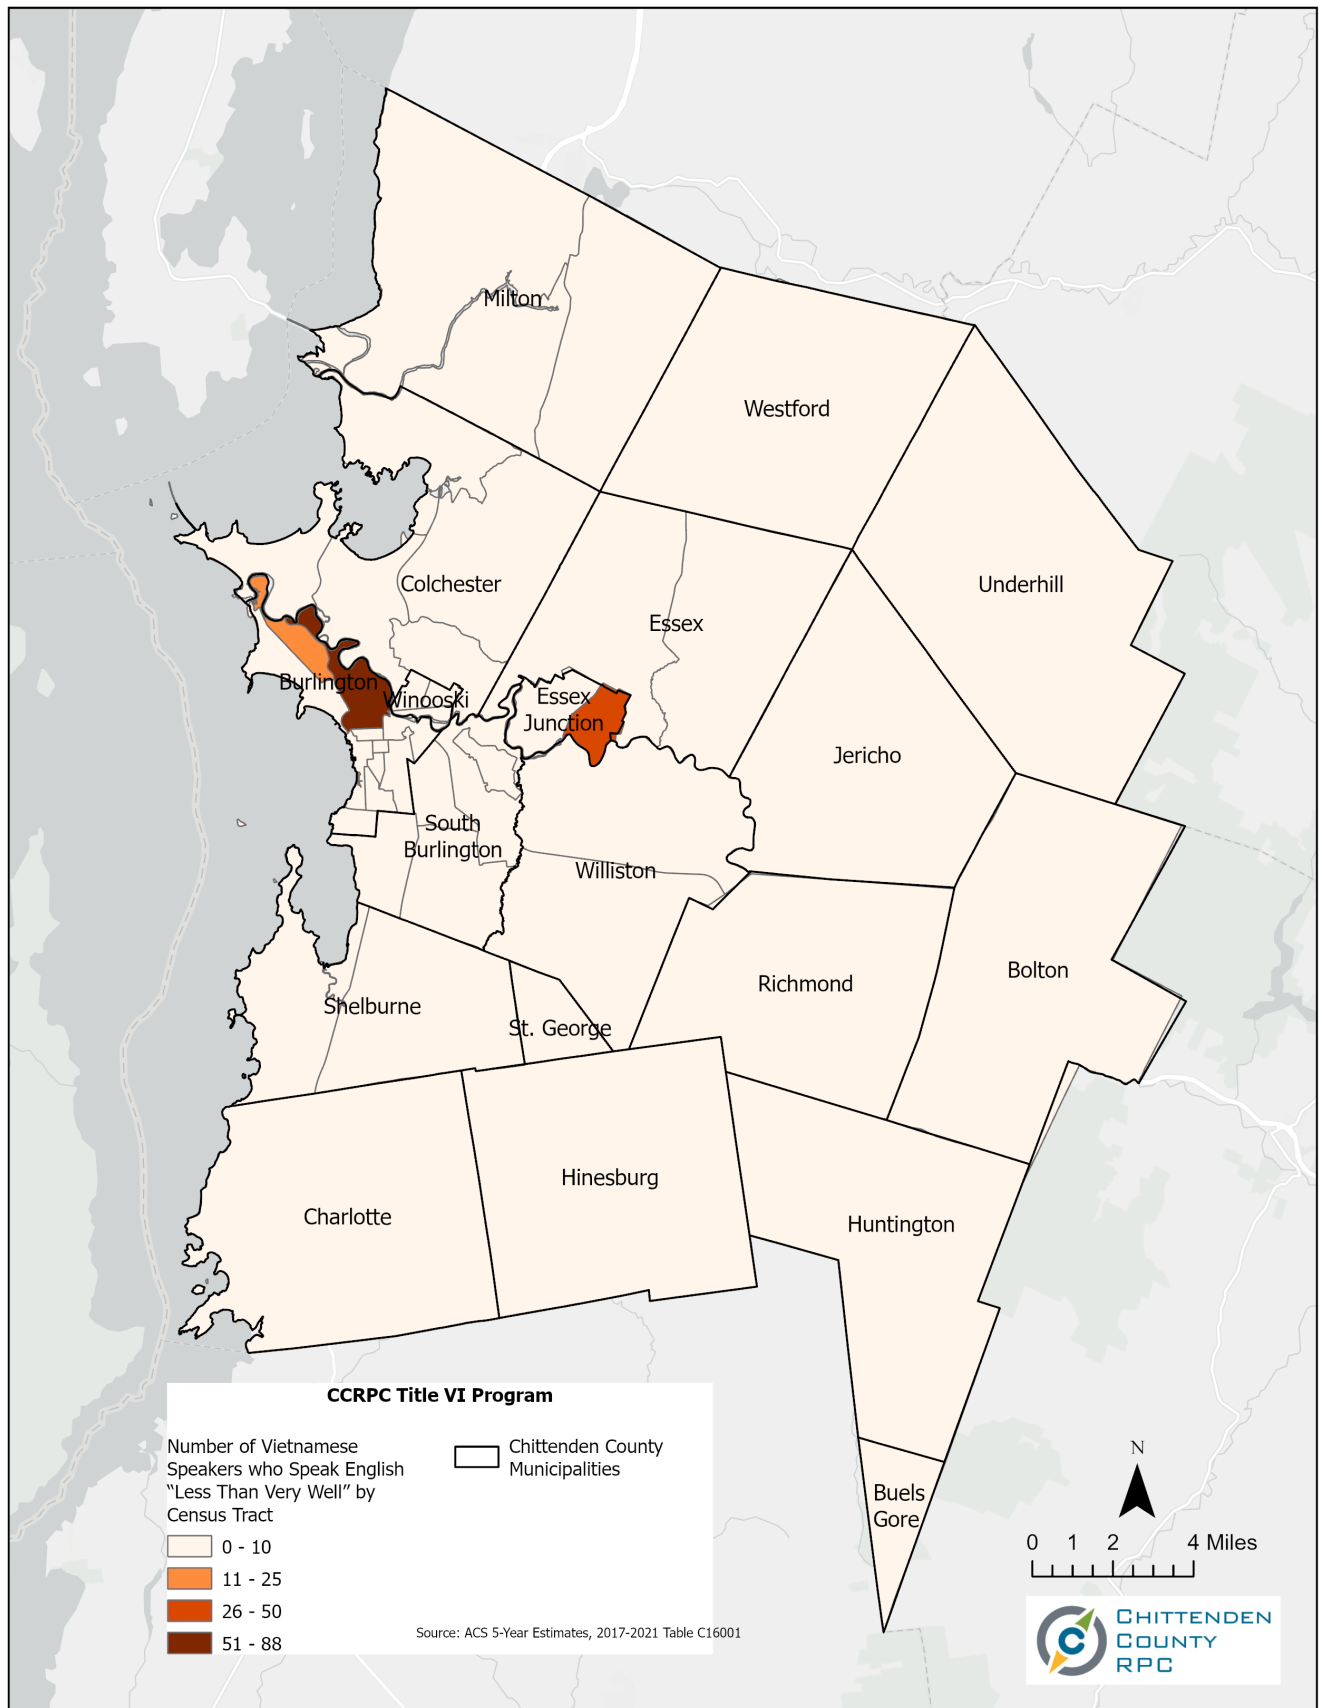 Milton
Westford
Underhill
Colchester
Essex
Burlington
Winooski
Essex
Junction
Jericho
South
Burlington
Williston
Bolton
Richmond
Shelburne
St. George
Hinesburg
Charlotte
Huntington
Buels
Gore
CCRPC Title VI Program
Number of Vietnamese
Speakers who Speak English
“Less Than Very Well” by
Census Tract
0 - 10
11 - 25
26 - 50
51 - 88
Chittenden County
Municipalities
Source: ACS 5-Year Estimates, 2017-2021 Table C16001
N
0 1 2 4 Miles
C
CHITTENDEN
COUNTY
RPC